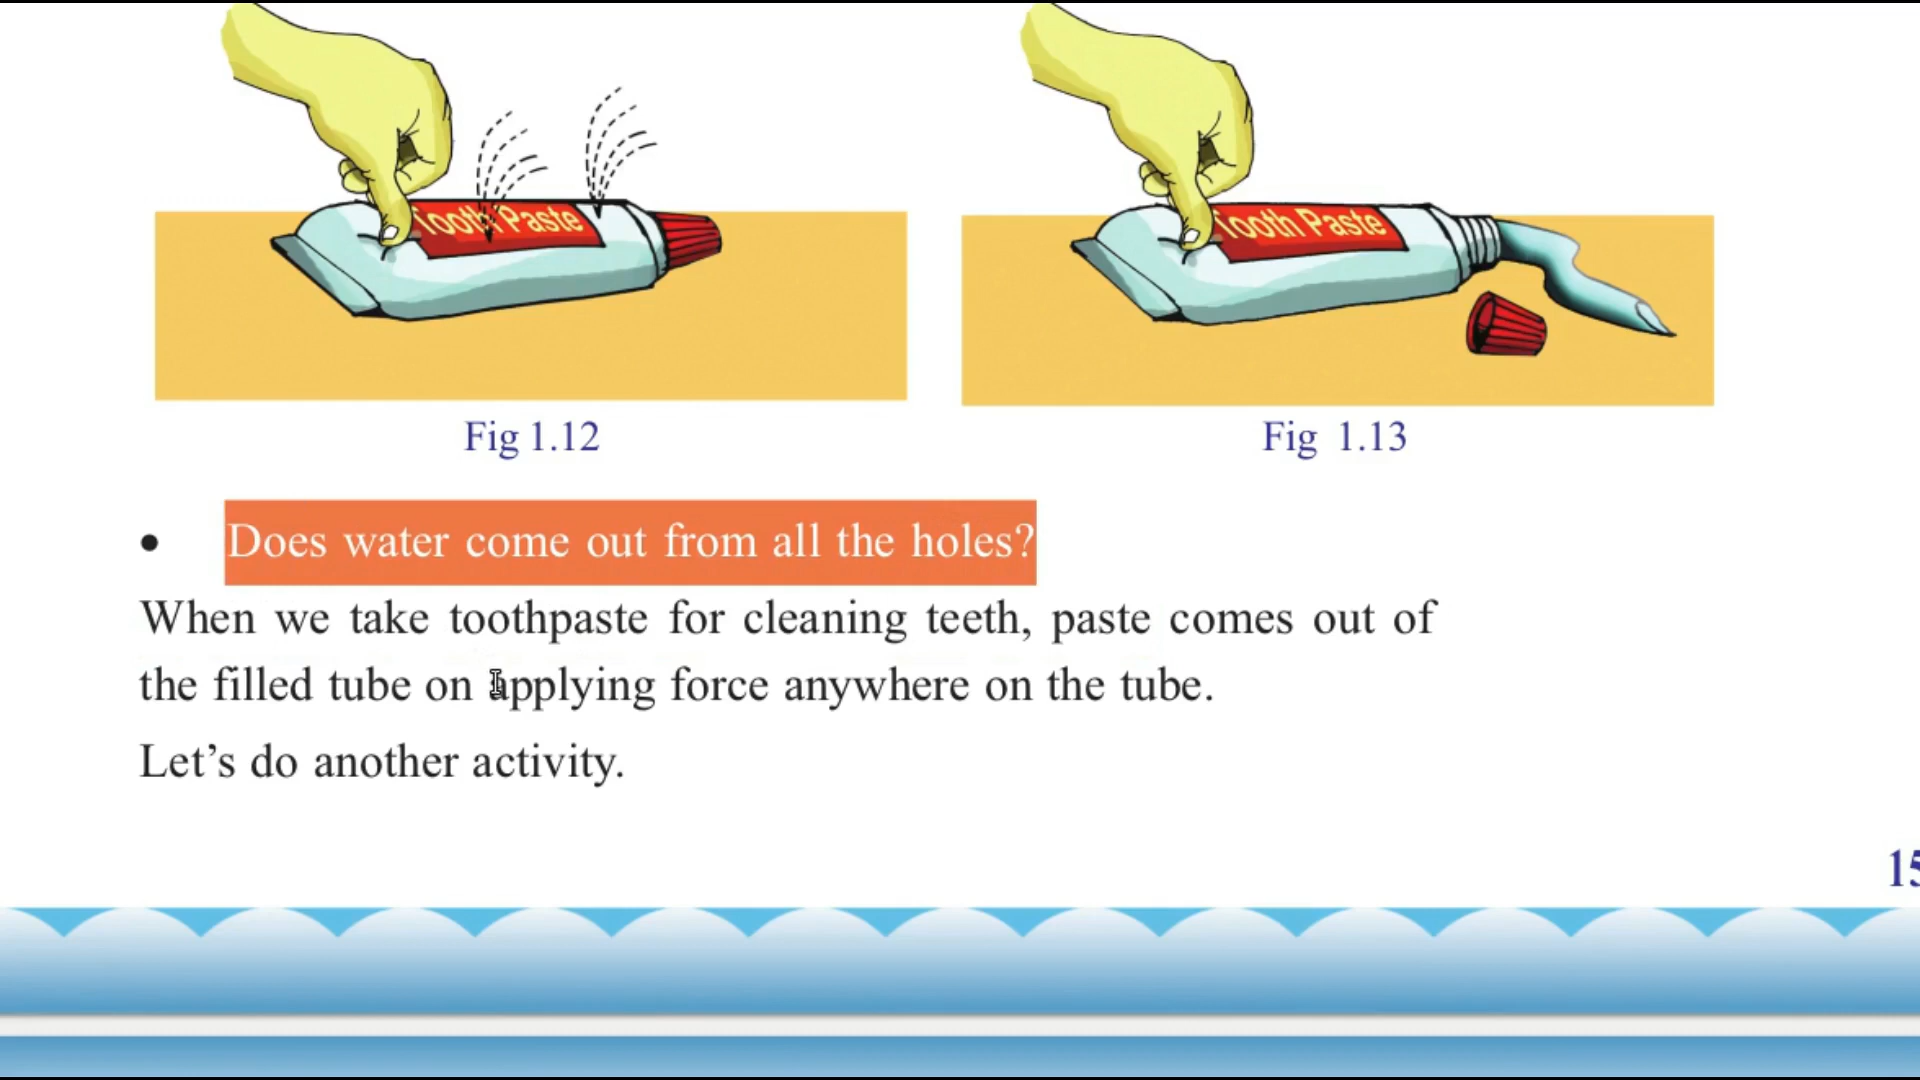 Tooth Paste
Tooth Paste
Fig 1.12
Fig 1.13
• Does water come out from all the holes?
When we take toothpaste for cleaning teeth, paste comes out of
the filled tube on applying force anywhere on the tube.
Let’s do another activity.
15